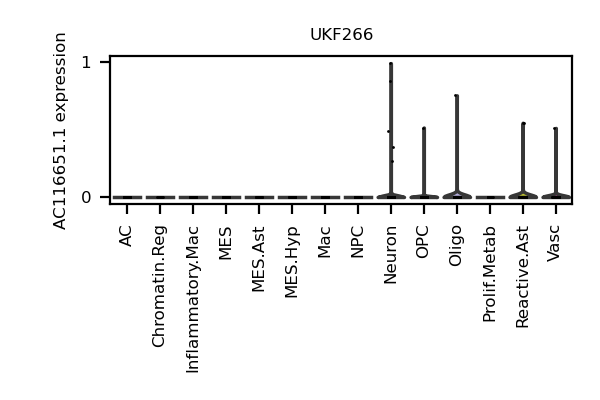 UKF266
AC116651.1 expression
1
0
AC
Chromatin.Reg
Inflammatory.Mac
MES
MES.Ast
MES.Hyp
Mac
NPC
Neuron
OPC
Oligo
Prolif.Metab
Reactive.Ast
Vasc